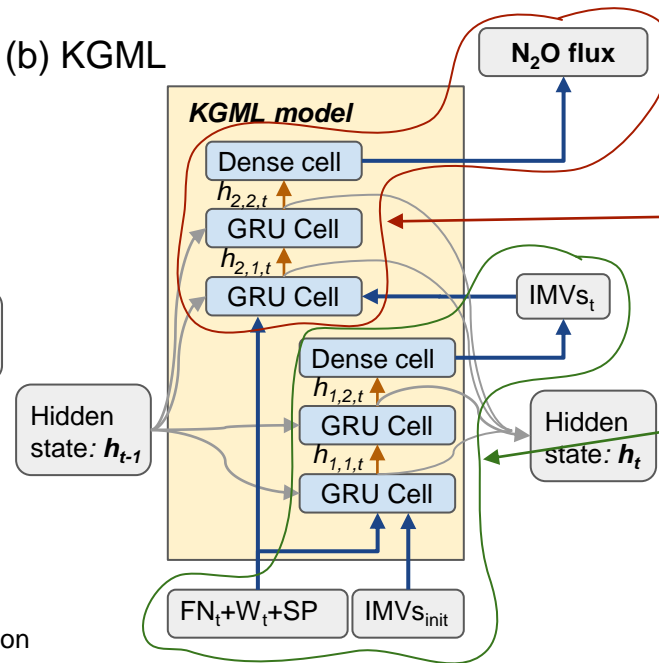 (b) KGML
N₂O flux
KGML model
Dense cell
h₂,₂,ₜ
GRU Cell
h₂,₁,ₜ
GRU Cell
IMVsₜ
Dense cell
h₁,₂,ₜ
Hidden
state: hₜ₋₁
GRU Cell
Hidden
state: hₜ
h₁,₁,ₜ
GRU Cell
FNₜ+Wₜ+SP
IMVsᵢₙᵢₜ
on